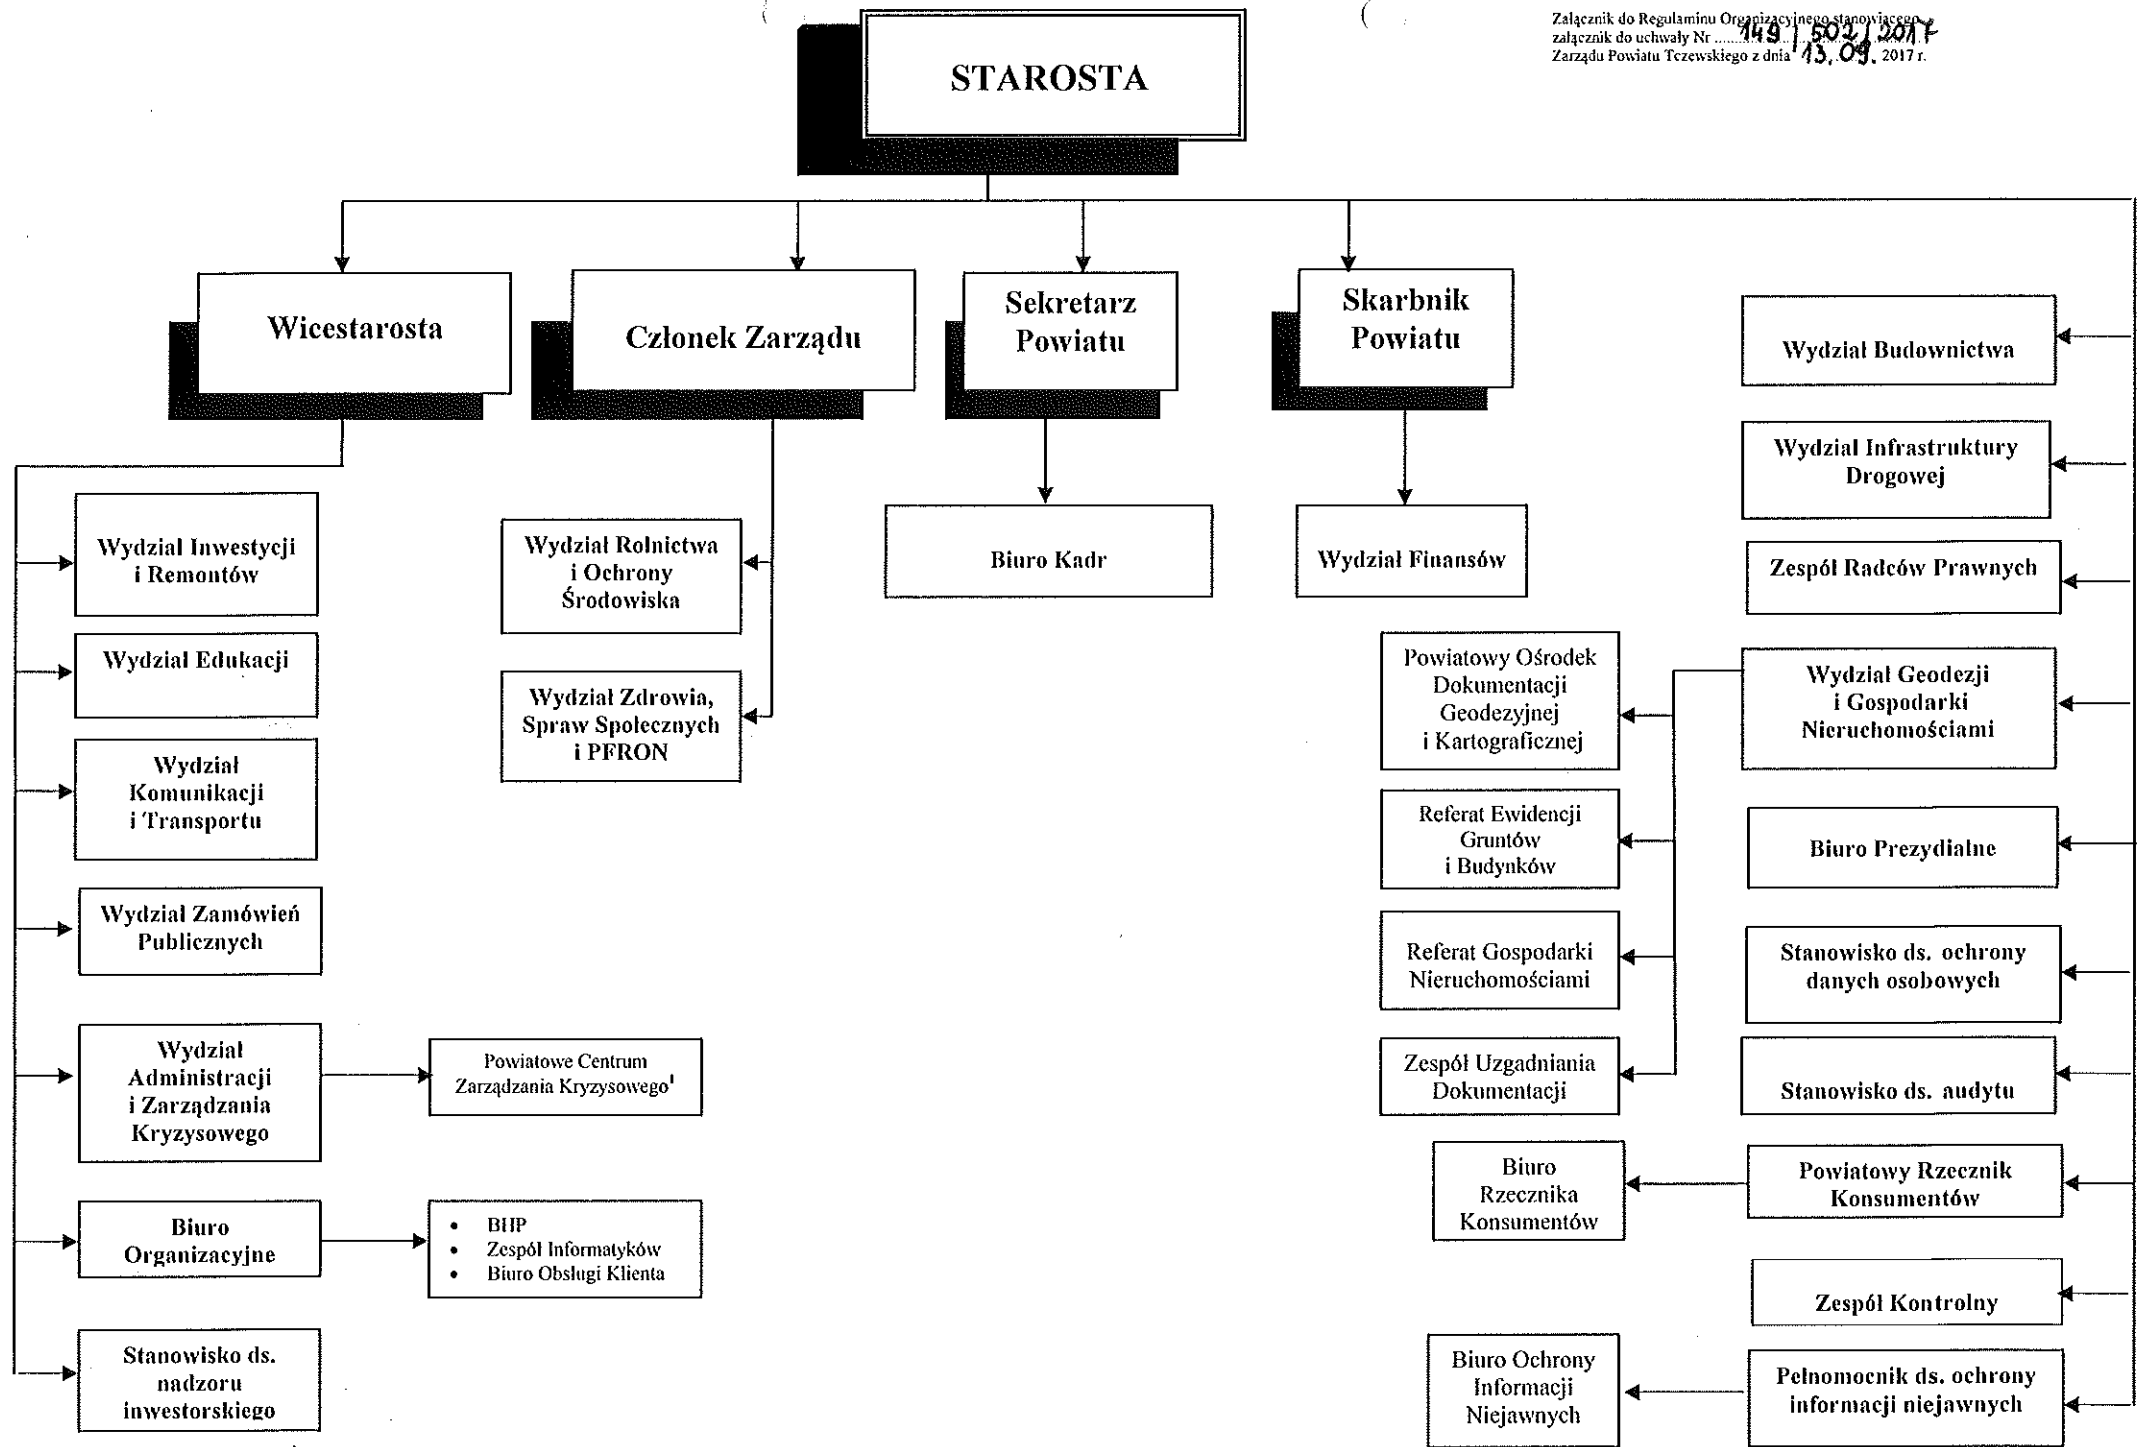 Załącznik do Regulaminu Organizacyjnego stanowiącego
załącznik do uchwały Nr ..... 149 / 502 / 2017
Zarządu Powiatu Tczewskiego z dnia 13.09. 2017 r.
STAROSTA
Wicestarosta
Członek Zarządu
Sekretarz
Powiatu
Skarbnik
Powiatu
Wydział Inwestycji
i Remontów
Wydział Edukacji
Wydział
Komunikacji
i Transportu
Wydział Zamówień
Publicznych
Wydział
Administracji
i Zarządzania
Kryzysowego
Powiatowe Centrum
Zarządzania Kryzysowego¹
Biuro
Organizacyjne
• BHP
• Zespół Informatyków
• Biuro Obsługi Klienta
Stanowisko ds.
nadzoru
inwestorskiego
Wydział Rolnictwa
i Ochrony
Środowiska
Wydział Zdrowia,
Spraw Społecznych
i PFRON
Biuro Kadr
Wydział Finansów
Wydział Budownictwa
Wydział Infrastruktury
Drogowej
Zespół Radców Prawnych
Wydział Geodezji
i Gospodarki
Nieruchomościami
Powiatowy Ośrodek
Dokumentacji
Geodezyjnej
i Kartograficznej
Referat Ewidencji
Gruntów
i Budynków
Referat Gospodarki
Nieruchomościami
Zespół Uzgadniania
Dokumentacji
Biuro Prezydialne
Stanowisko ds. ochrony
danych osobowych
Stanowisko ds. audytu
Powiatowy Rzecznik
Konsumentów
Biuro
Rzecznika
Konsumentów
Zespół Kontrolny
Pełnomocnik ds. ochrony
informacji niejawnych
Biuro Ochrony
Informacji
Niejawnych